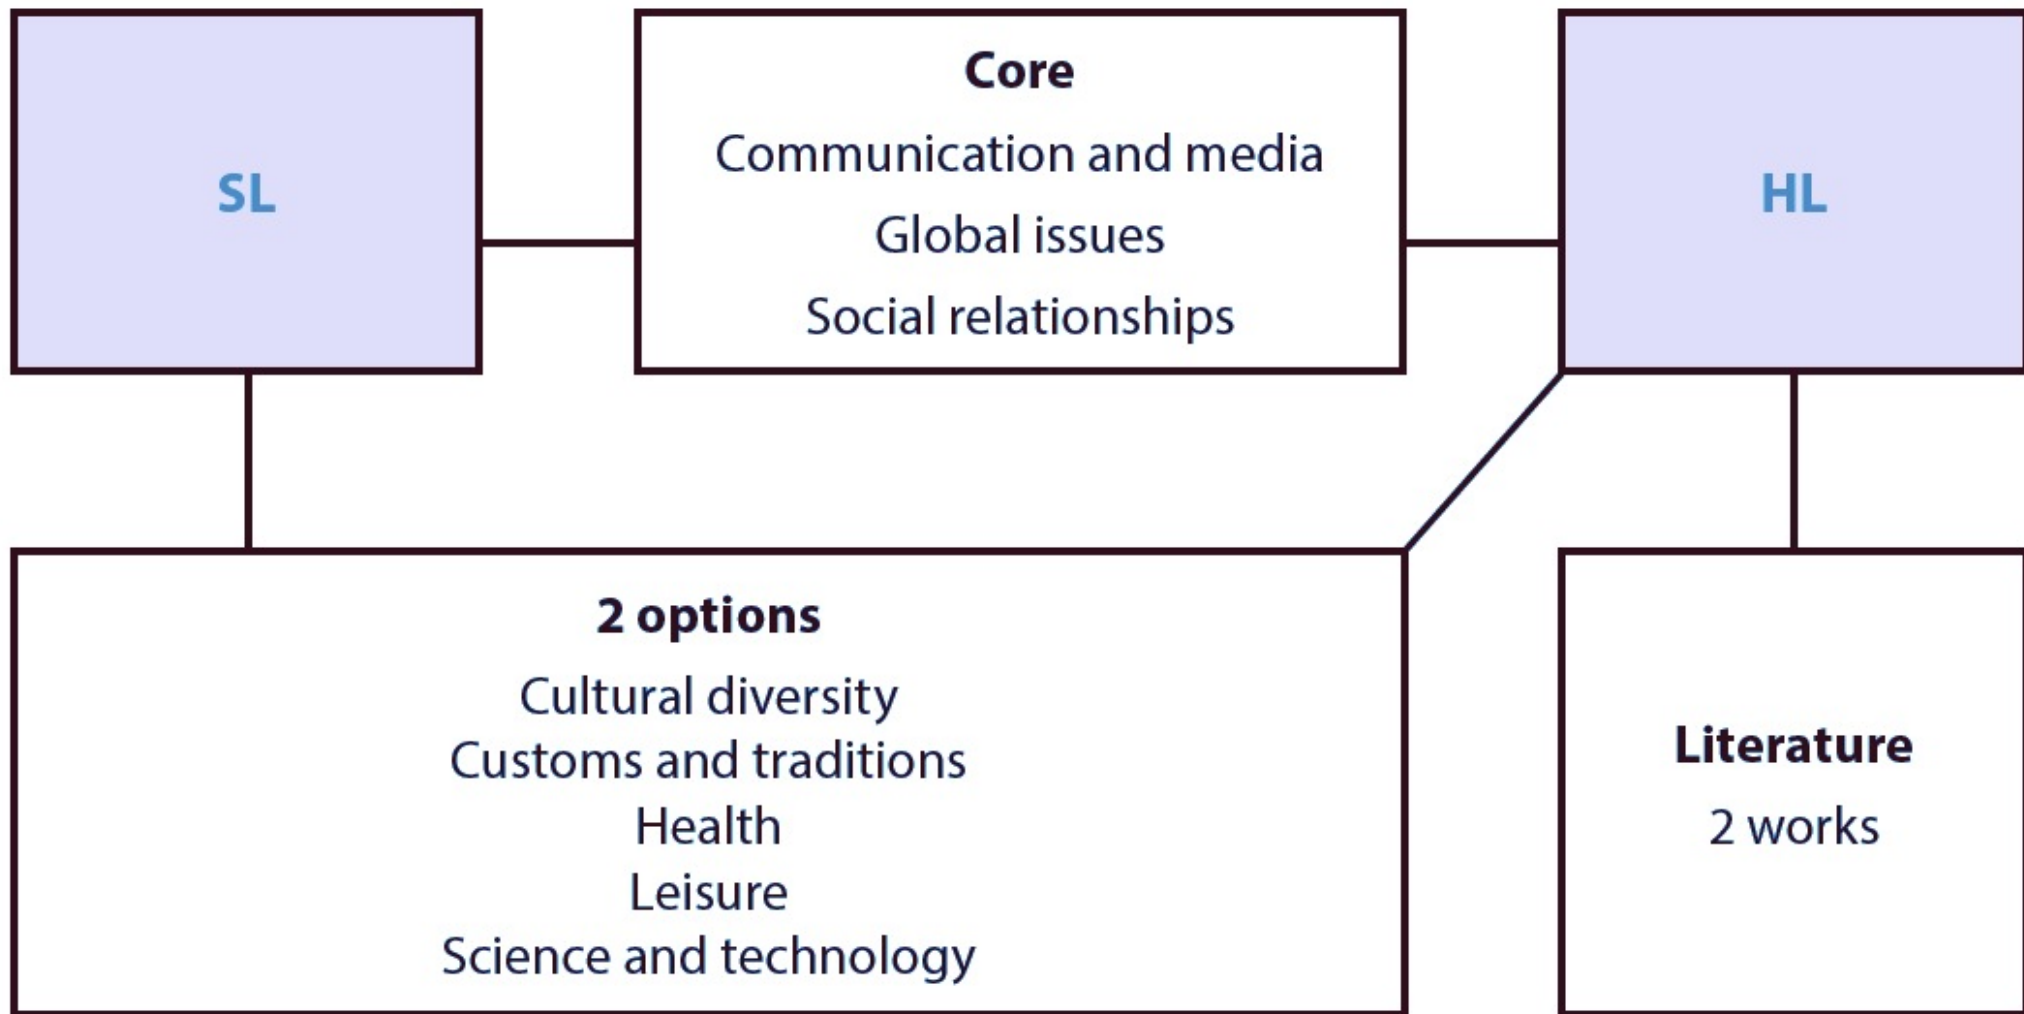 SL
Core
Communication and media
Global issues
Social relationships
HL
2 options
Cultural diversity
Customs and traditions
Health
Leisure
Science and technology
Literature
2 works